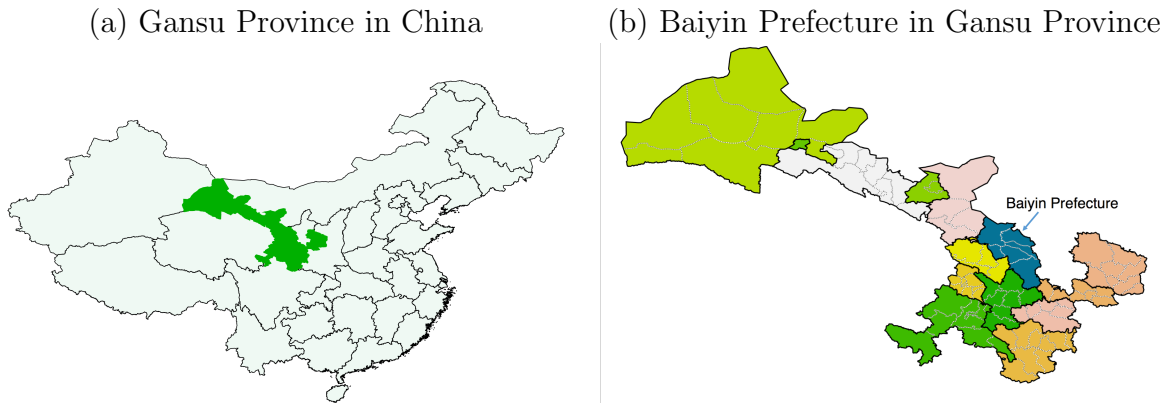 (a) Gansu Province in China
(b) Baiyin Prefecture in Gansu Province
Baiyin Prefecture